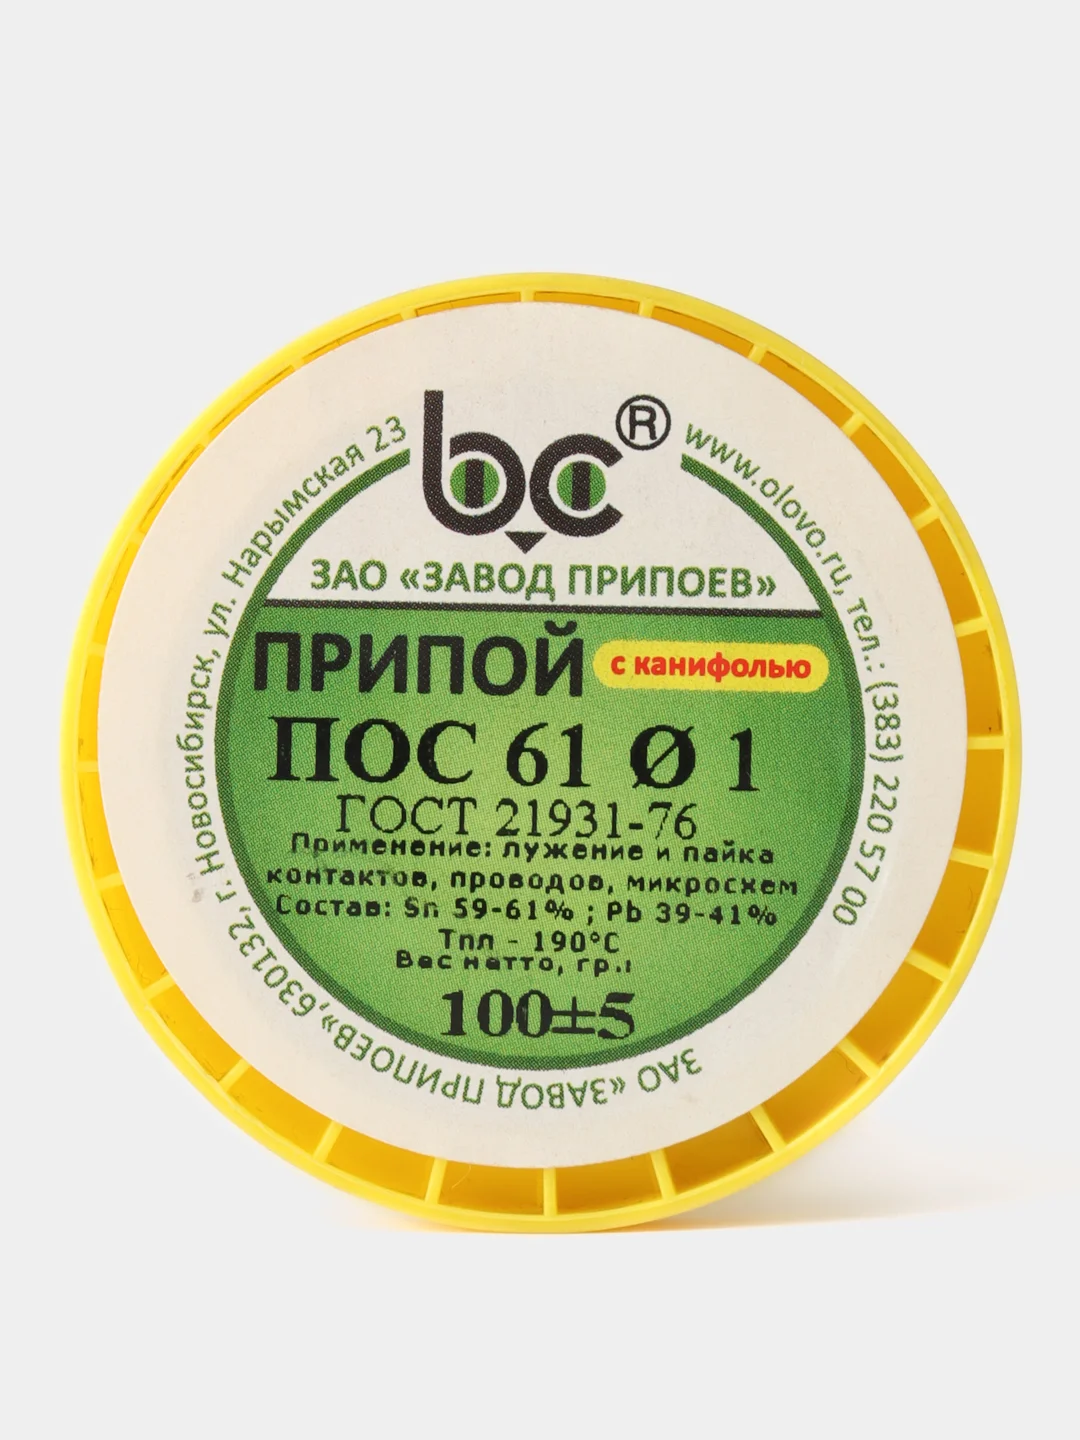 bc®
ЗАО «ЗАВОД ПРИПОЕВ»
ПРИПОЙ с канифолью
ПОС 61 Ø 1
ГОСТ 21931-76
Применение: лужение и пайка
контактов, проводов, микросхем
Состав: Sn 59-61% ; Pb 39-41%
Тпл - 190°С
Вес нетто, гр.:
100±5
ЗАО «ЗАВОД ПРИПОЕВ», 630132, г. Новосибирск, ул. Нарымская 23
www.olovo.ru, тел.: (383) 220 57 00